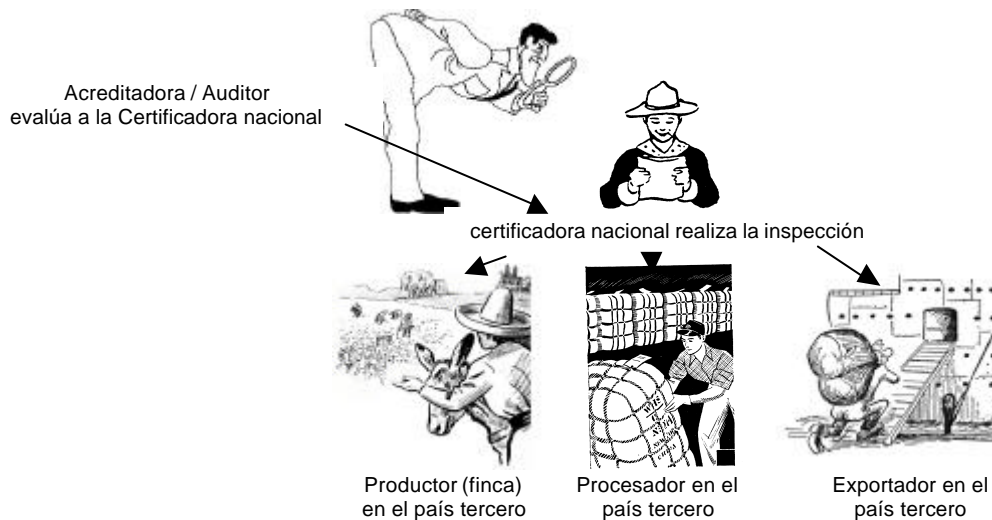 Acreditadora / Auditor
evalúa a la Certificadora nacional
certificadora nacional realiza la inspección
Productor (finca)
en el país tercero
Procesador en el
país tercero
Exportador en el
país tercero